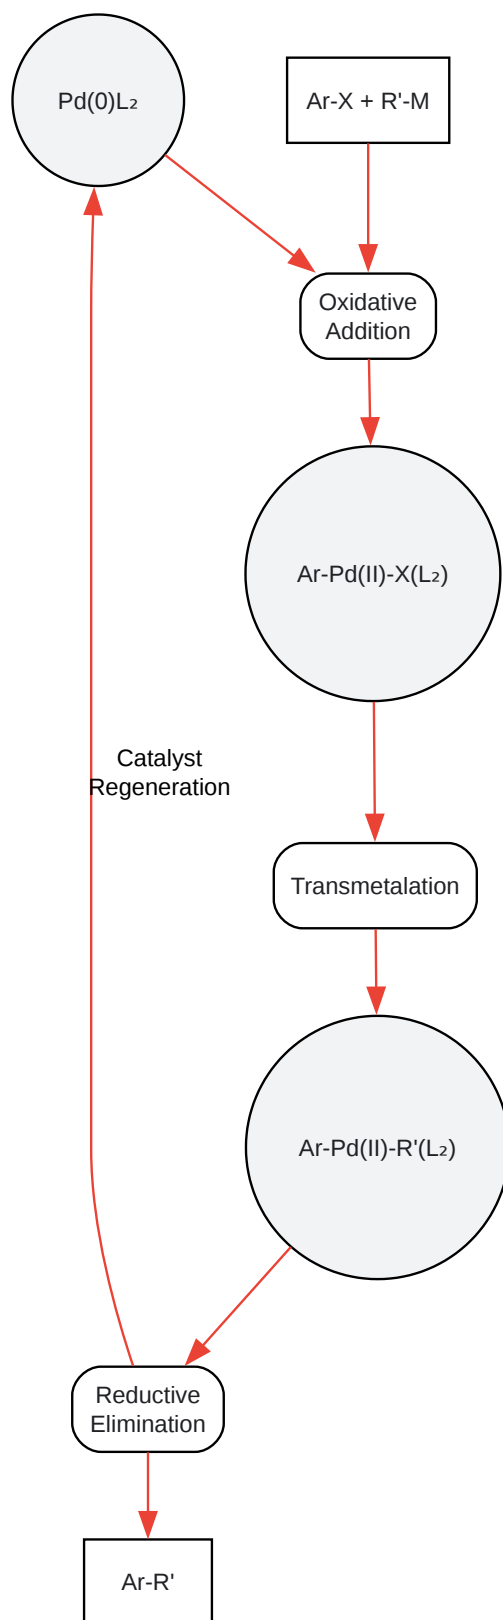 Pd(0)L₂
Ar-X + R'-M
Oxidative
Addition
Ar-Pd(II)-X(L₂)
Catalyst
Regeneration
Transmetalation
Ar-Pd(II)-R'(L₂)
Reductive
Elimination
Ar-R'